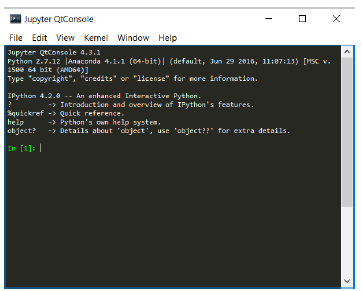 Jupyter QtConsole
File Edit View Kernel Window Help
Jupyter QtConsole 4.3.1
Python 2.7.12 |Anaconda 4.1.1 (64-bit)| (default, Jun 29 2016, 11:07:13) [MSC v.
1500 64 bit (AMD64)]
Type "copyright", "credits" or "license" for more information.
IPython 4.2.0 -- An enhanced Interactive Python.
? -> Introduction and overview of IPython's features.
%quickref -> Quick reference.
help -> Python's own help system.
object? -> Details about 'object', use 'object??' for extra details.
In [1]: